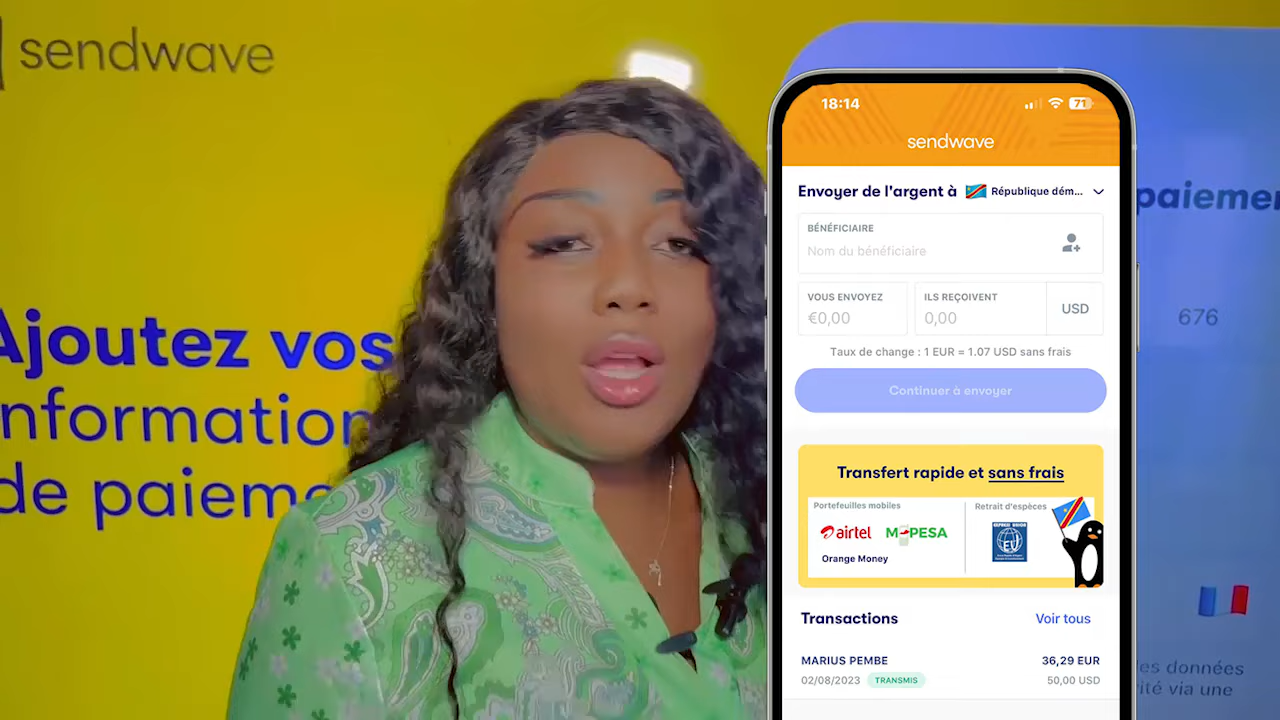 sendwave
Ajoutez vos
informations
de paieme
18:14
71
sendwave
Envoyer de l'argent à République dém...
BÉNÉFICIAIRE
Nom du bénéficiaire
VOUS ENVOYEZ
€0,00
ILS REÇOIVENT
0,00
USD
Taux de change : 1 EUR = 1.07 USD sans frais
Continuer à envoyer
Transfert rapide et sans frais
Portefeuilles mobiles
airtel
M-PESA
Orange Money
Retrait d'espèces
Transactions
Voir tous
MARIUS PEMBE
36,29 EUR
02/08/2023
TRANSMIS
50,00 USD
paiemen
676
es données
ité via une